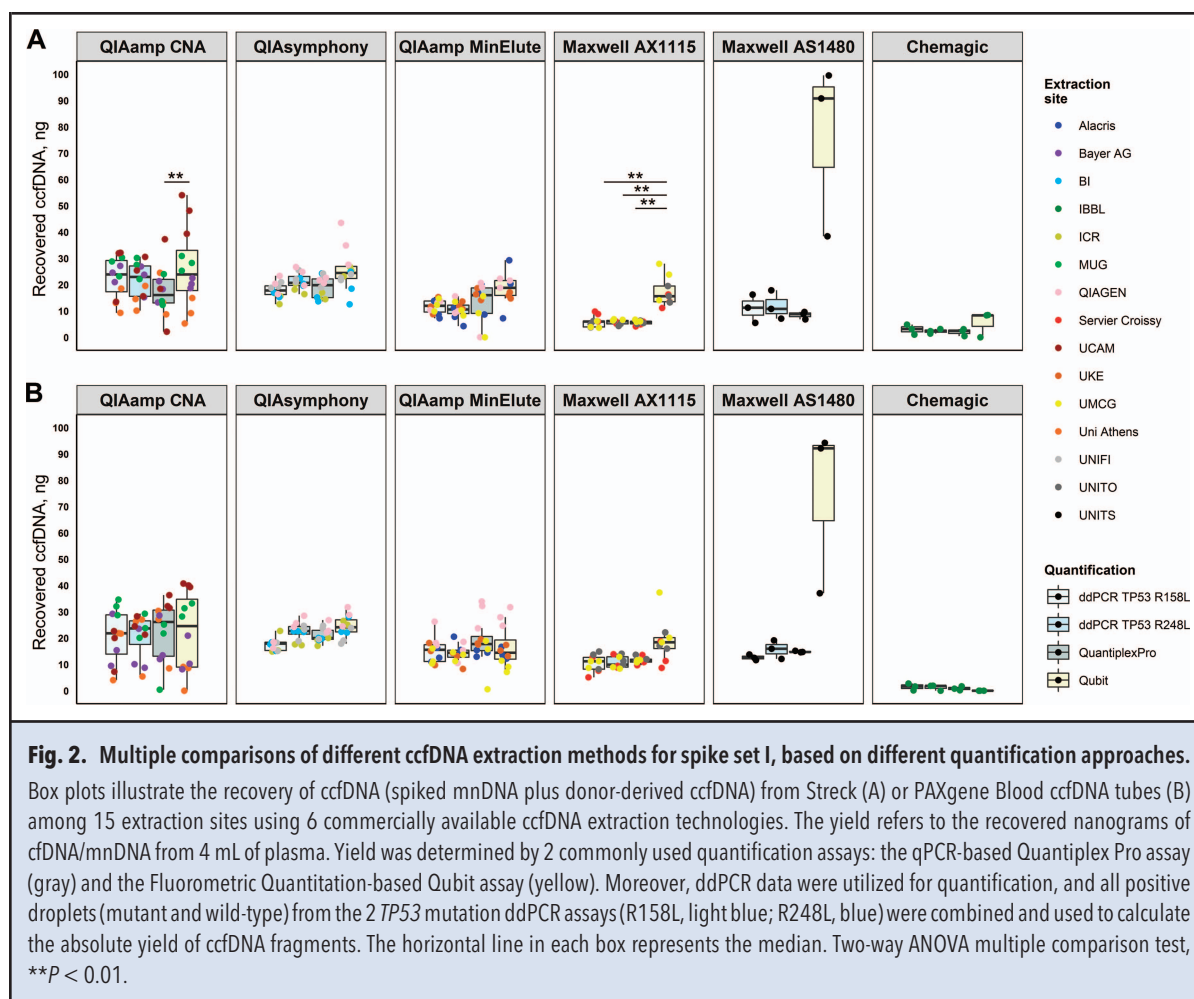 A
QIAamp CNA
QIAsymphony
QIAamp MinElute
Maxwell AX1115
Maxwell AS1480
Chemagic
Recovered ccfDNA, ng
100
90
80
70
60
50
40
30
20
10
0
**
**
**
**
B
QIAamp CNA
QIAsymphony
QIAamp MinElute
Maxwell AX1115
Maxwell AS1480
Chemagic
Recovered ccfDNA, ng
100
90
80
70
60
50
40
30
20
10
0
Extraction
site
Alacris
Bayer AG
BI
IBBL
ICR
MUG
QIAGEN
Servier Croissy
UCAM
UKE
UMCG
Uni Athens
UNIFI
UNITO
UNITS
Quantification
ddPCR TP53 R158L
ddPCR TP53 R248L
QuantiplexPro
Qubit
Fig. 2. Multiple comparisons of different ccfDNA extraction methods for spike set I, based on different quantification approaches.
Box plots illustrate the recovery of ccfDNA (spiked mnDNA plus donor-derived ccfDNA) from Streck (A) or PAXgene Blood ccfDNA tubes (B)
among 15 extraction sites using 6 commercially available ccfDNA extraction technologies. The yield refers to the recovered nanograms of
cfDNA/mnDNA from 4 mL of plasma. Yield was determined by 2 commonly used quantification assays: the qPCR-based Quantiplex Pro assay
(gray) and the Fluorometric Quantitation-based Qubit assay (yellow). Moreover, ddPCR data were utilized for quantification, and all positive
droplets (mutant and wild-type) from the 2 TP53 mutation ddPCR assays (R158L, light blue; R248L, blue) were combined and used to calculate
the absolute yield of ccfDNA fragments. The horizontal line in each box represents the median. Two-way ANOVA multiple comparison test,
**P < 0.01.